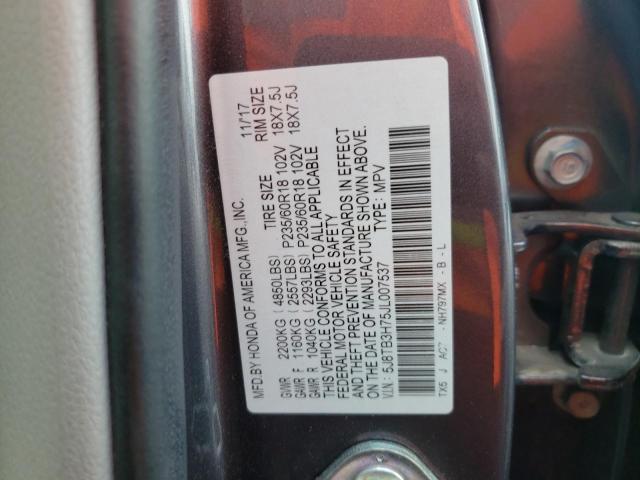 MFD.BY HONDA OF AMERICA MFG.,INC. 11/17
TIRE SIZE RIM SIZE
GVWR 2200KG (4850LBS)
GAWR F 1160KG (2557LBS) P235/60R18 102V 18X7.5J
GAWR R 1040KG (2293LBS) P235/60R18 102V 18X7.5J
THIS VEHICLE CONFORMS TO ALL APPLICABLE
FEDERAL MOTOR VEHICLE SAFETY
AND THEFT PREVENTION STANDARDS IN EFFECT
ON THE DATE OF MANUFACTURE SHOWN ABOVE.
V.I.N.: 5J8TB3H75JL007537 TYPE: MPV
TX5 J AC7 NH797MX - B - L